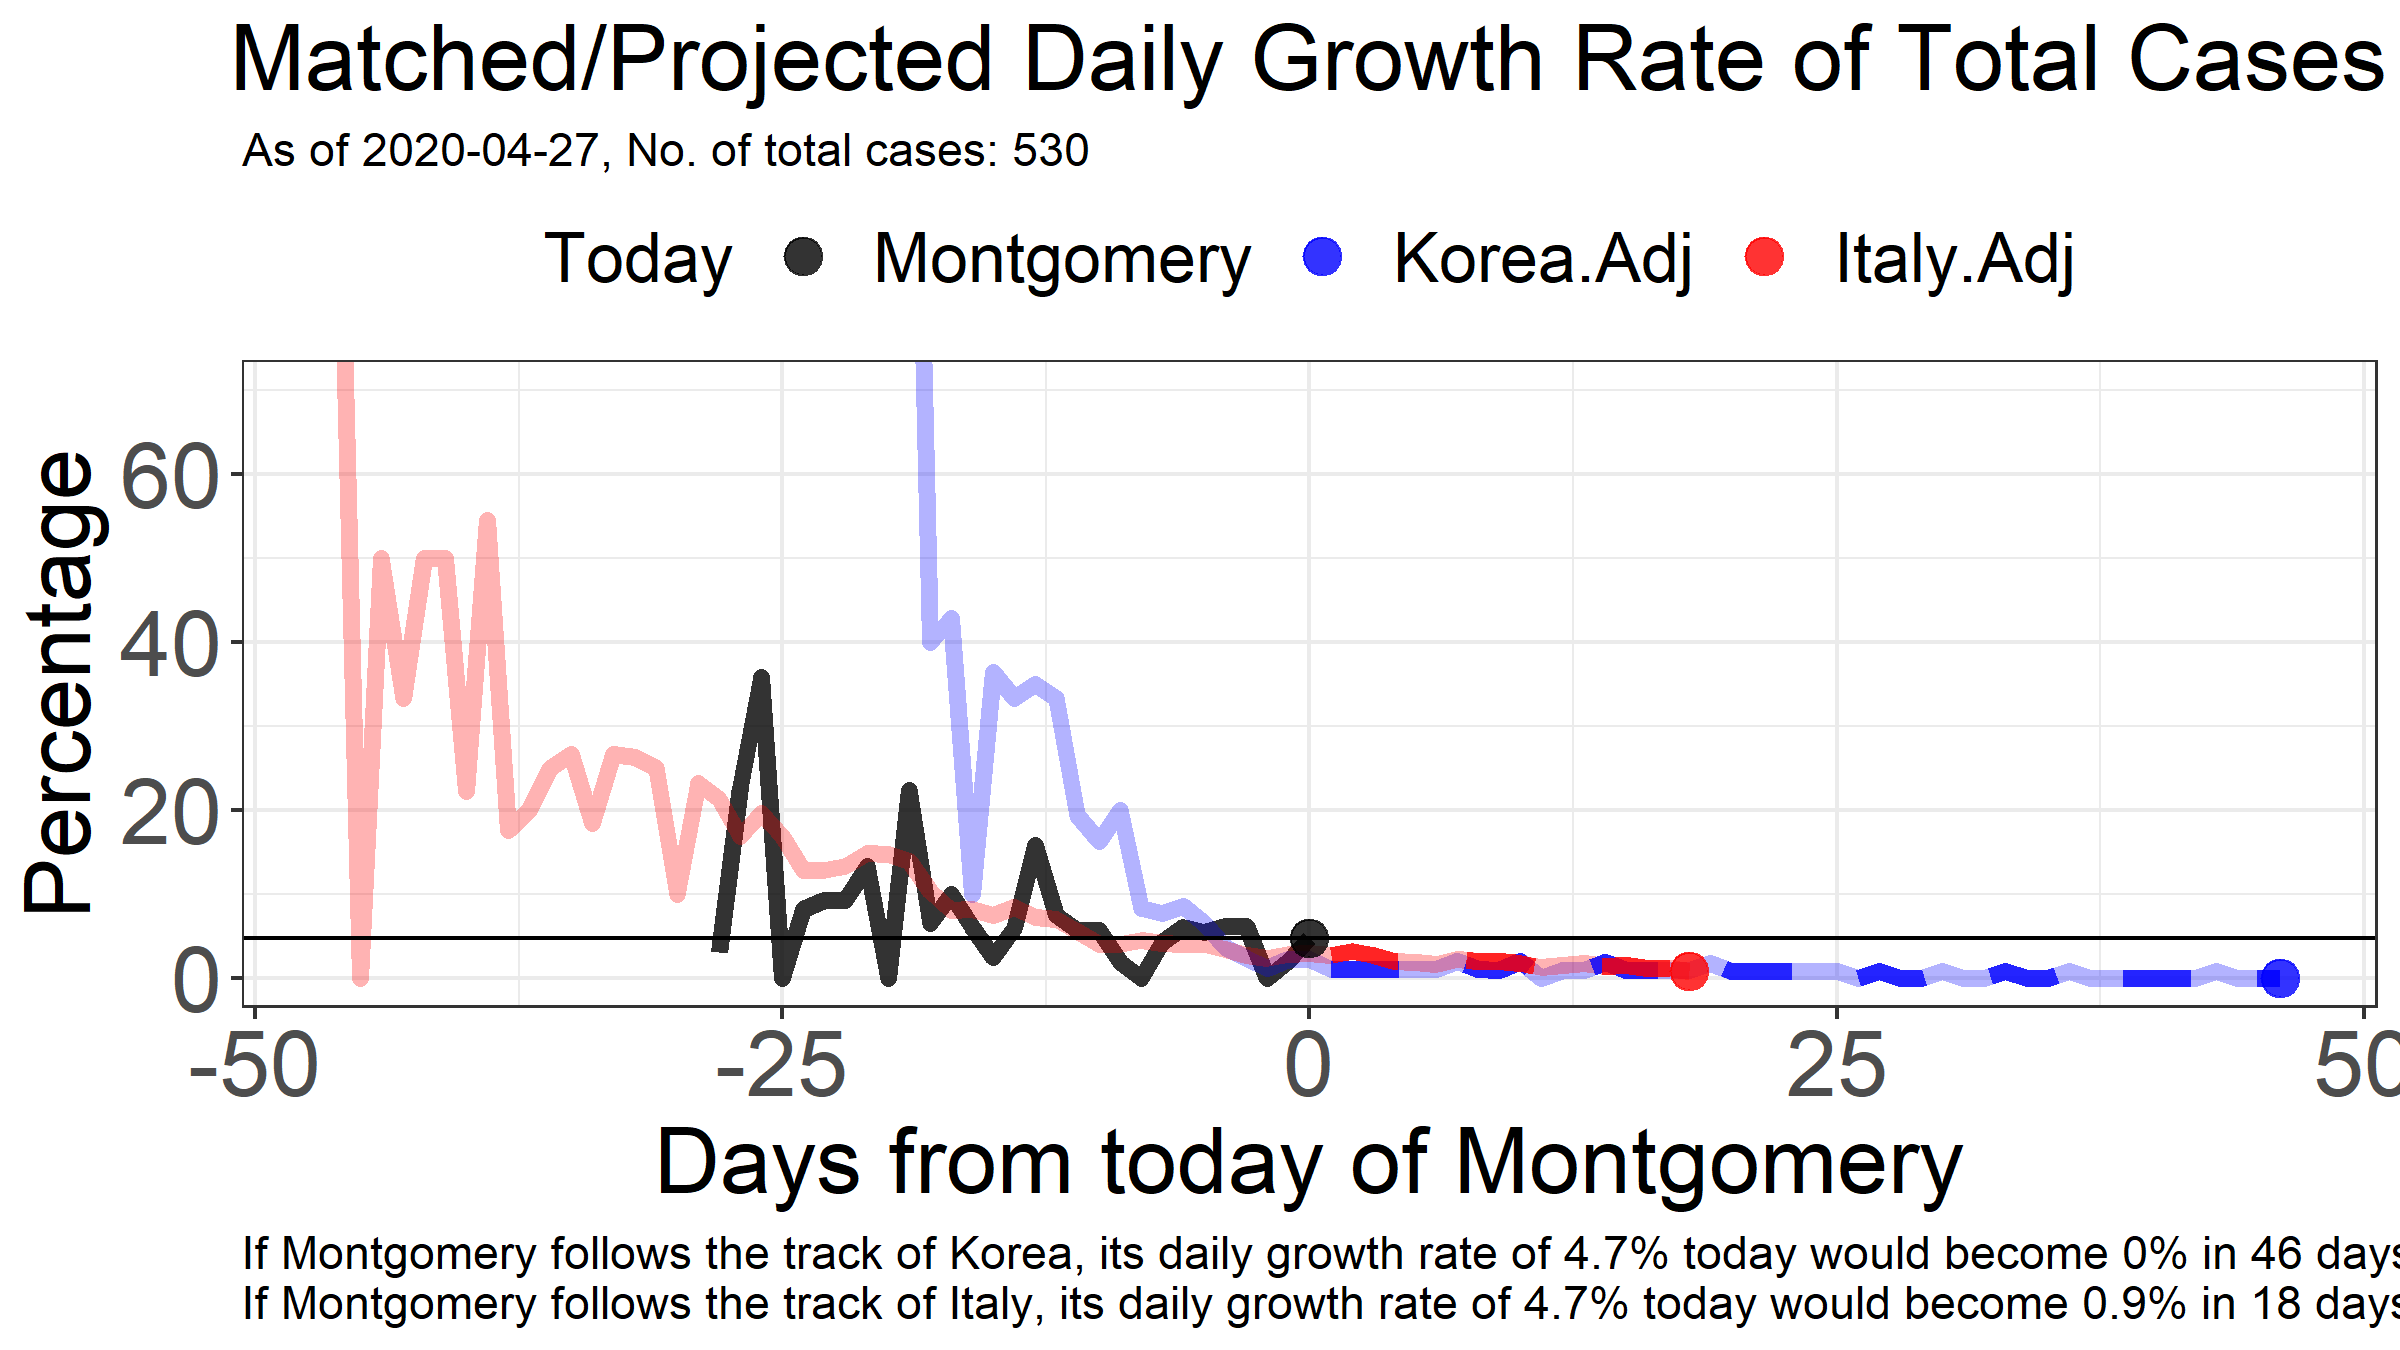 Matched/Projected Daily Growth Rate of Total Cases
As of 2020-04-27, No. of total cases: 530
Today Montgomery Korea.Adj Italy.Adj
Percentage
60
40
20
0
-50 -25 0 25 50
Days from today of Montgomery
If Montgomery follows the track of Korea, its daily growth rate of 4.7% today would become 0% in 46 days
If Montgomery follows the track of Italy, its daily growth rate of 4.7% today would become 0.9% in 18 days